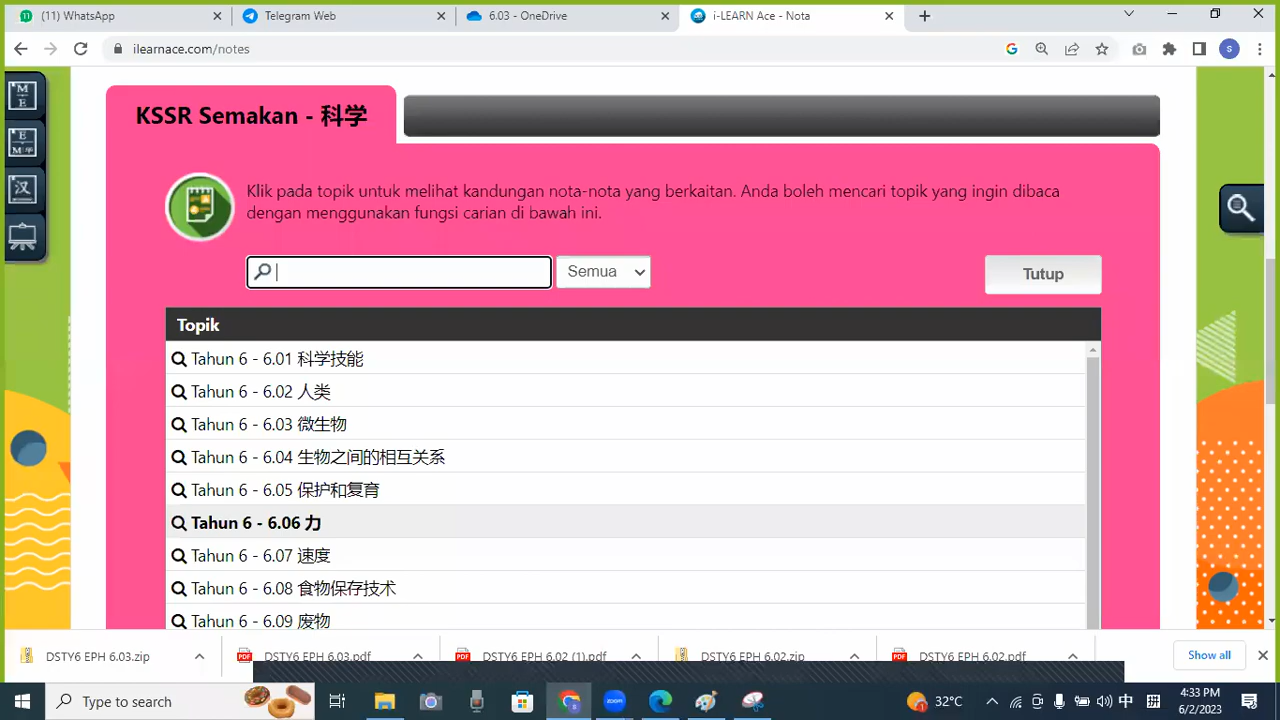 (11) WhatsApp
Telegram Web
6.03 - OneDrive
i-LEARN Ace - Nota
ilearnace.com/notes
S
M
E
E
M/华
汉
KSSR Semakan - 科学
Klik pada topik untuk melihat kandungan nota-nota yang berkaitan. Anda boleh mencari topik yang ingin dibaca
dengan menggunakan fungsi carian di bawah ini.
Semua
Tutup
Topik
Tahun 6 - 6.01 科学技能
Tahun 6 - 6.02 人类
Tahun 6 - 6.03 微生物
Tahun 6 - 6.04 生物之间的相互关系
Tahun 6 - 6.05 保护和复育
Tahun 6 - 6.06 力
Tahun 6 - 6.07 速度
Tahun 6 - 6.08 食物保存技术
Tahun 6 - 6.09 废物
DSTY6 EPH 6.03.zip
DSTY6 EPH 6.03.pdf
DSTY6 EPH 6.02 (1).pdf
DSTY6 EPH 6.02.zip
DSTY6 EPH 6.02.pdf
Show all
Type to search
zoom
32°C
中
拼
4:33 PM
6/2/2023